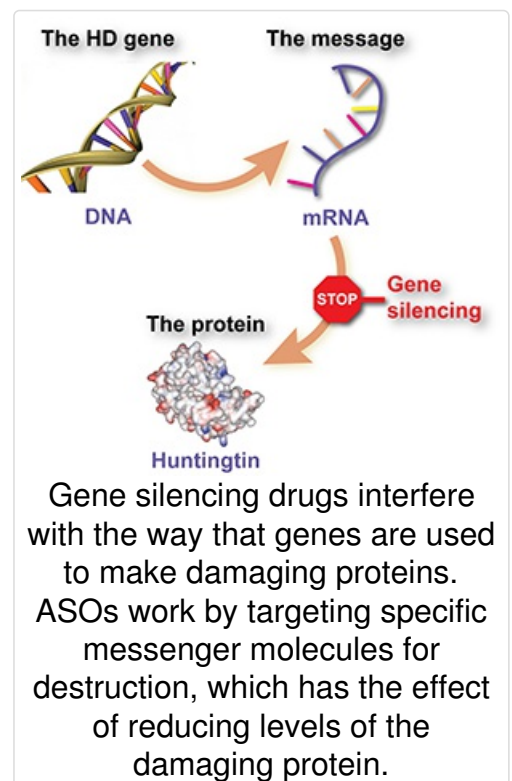 The HD gene
The message
DNA
mRNA
STOP
Gene
silencing
The protein
Huntingtin
Gene silencing drugs interfere
with the way that genes are used
to make damaging proteins.
ASOs work by targeting specific
messenger molecules for
destruction, which has the effect
of reducing levels of the
damaging protein.